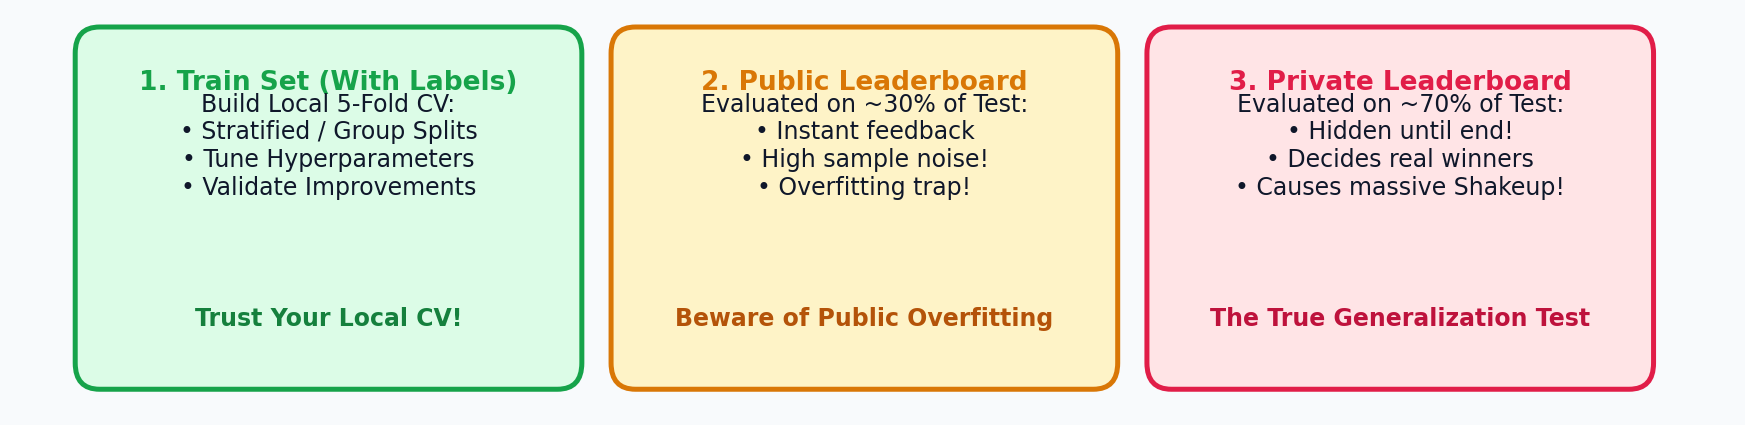 1. Train Set (With Labels)
Build Local 5-Fold CV:
• Stratified / Group Splits
• Tune Hyperparameters
• Validate Improvements
Trust Your Local CV!
2. Public Leaderboard
Evaluated on ~30% of Test:
• Instant feedback
• High sample noise!
• Overfitting trap!
Beware of Public Overfitting
3. Private Leaderboard
Evaluated on ~70% of Test:
• Hidden until end!
• Decides real winners
• Causes massive Shakeup!
The True Generalization Test